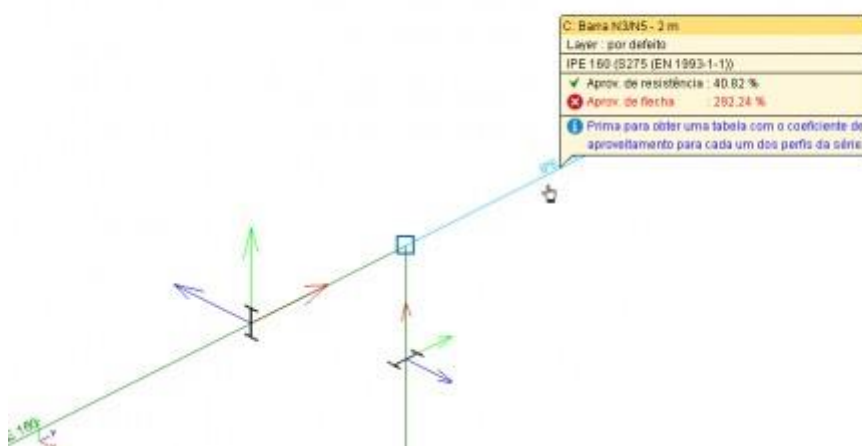 C: Barra N3/N5 - 2 m
Layer : por defeito
IPE 160 (S275 (EN 1993-1-1))
Aprov. de resistência : 40.82 %
Aprov. de flecha : 292.24 %
Prima para obter uma tabela com o coeficiente de
aproveitamento para cada um dos perfis da série
160